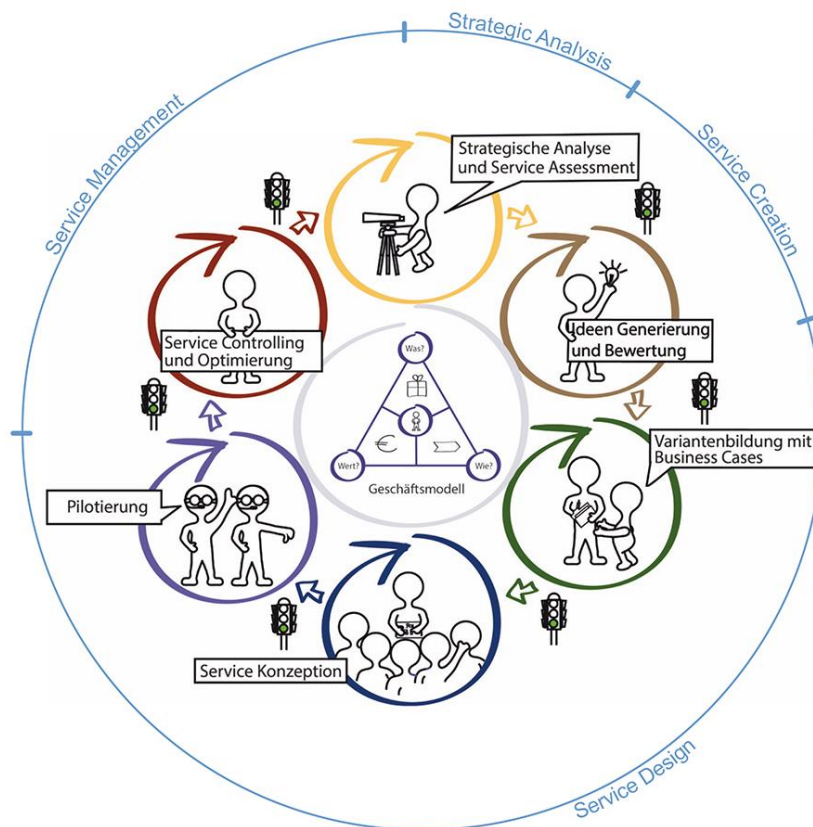 Strategic Analysis
Service Creation
Service Design
Service Management
Strategische Analyse
und Service Assessment
Ideen Generierung
und Bewertung
Variantenbildung mit
Business Cases
Service Konzeption
Pilotierung
Service Controlling
und Optimierung
Was?
Wert?
Wie?
Geschäftsmodell